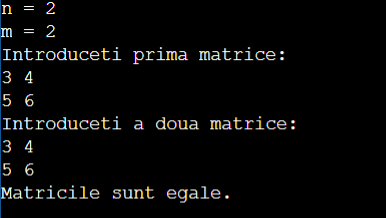 n = 2
m = 2
Introduceti prima matrice:
3 4
5 6
Introduceti a doua matrice:
3 4
5 6
Matricile sunt egale.